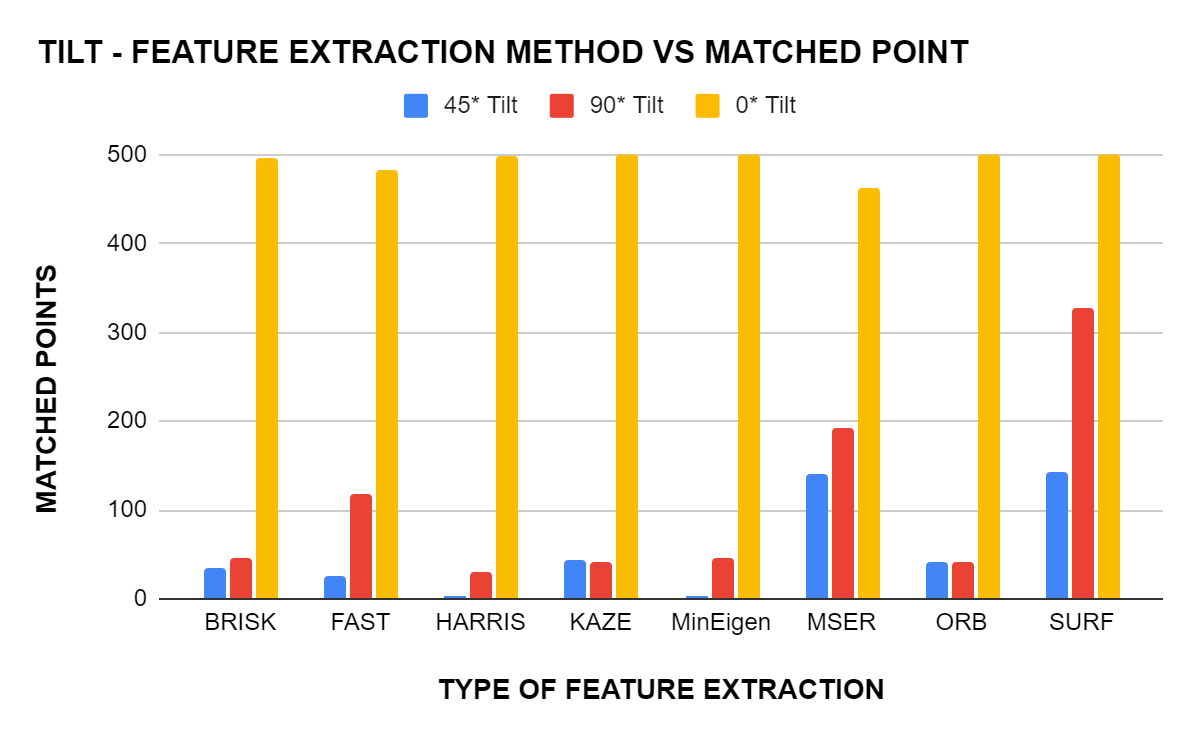 TILT - FEATURE EXTRACTION METHOD VS MATCHED POINT
45* Tilt 90* Tilt 0* Tilt
MATCHED POINTS
500
400
300
200
100
0
BRISK FAST HARRIS KAZE MinEigen MSER ORB SURF
TYPE OF FEATURE EXTRACTION